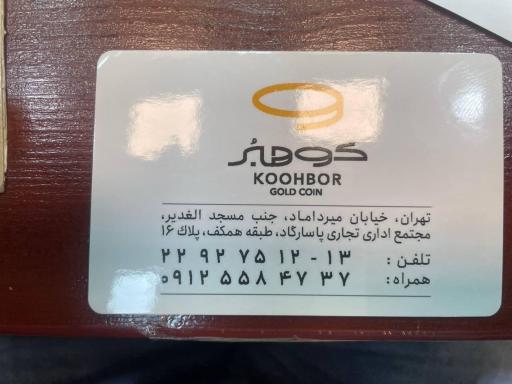 کوهبُر
KOOHBOR
GOLD COIN
تهران، خیابان میرداماد، جنب مسجد الغدیر،
مجتمع اداری تجاری پاسارگاد، طبقه همکف، پلاک ۱۶
تلفن : ۲۲ ۹۲ ۷۵ ۱۲ - ۱۳
همراه: ۰۹۱۲ ۵۵۸ ۴۷ ۳۷